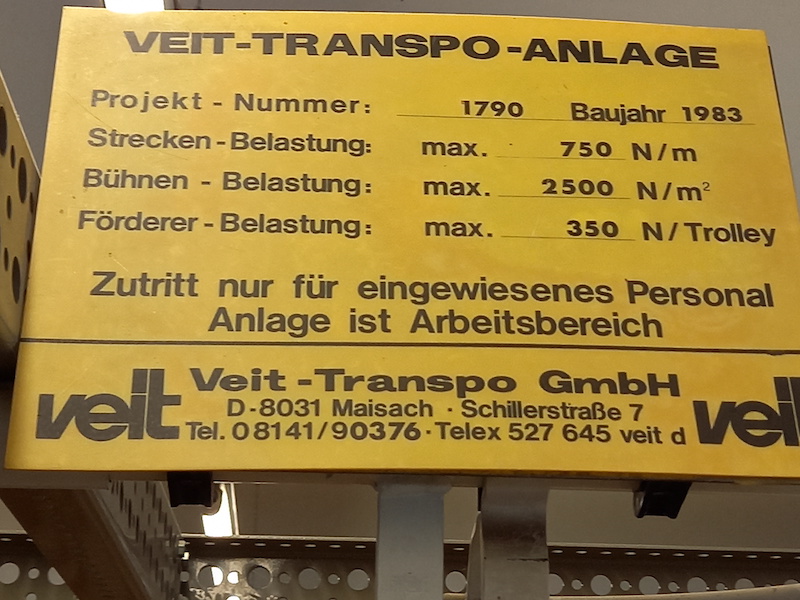 VEIT-TRANSPO-ANLAGE
Projekt - Nummer: 1790 Baujahr 1983
Strecken - Belastung: max. 750 N/m
Bühnen - Belastung: max. 2500 N/m²
Förderer - Belastung: max. 350 N/Trolley
Zutritt nur für eingewiesenes Personal
Anlage ist Arbeitsbereich
Veit - Transpo GmbH
veit D-8031 Maisach · Schillerstraße 7 veit
Tel. 08141/90376 · Telex 527 645 veit d